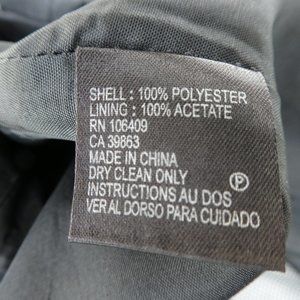 SHELL : 100% POLYESTER
LINING : 100% ACETATE
RN 106409
CA 39863
MADE IN CHINA
DRY CLEAN ONLY
P
INSTRUCTIONS AU DOS
VER AL DORSO PARA CUIDADO